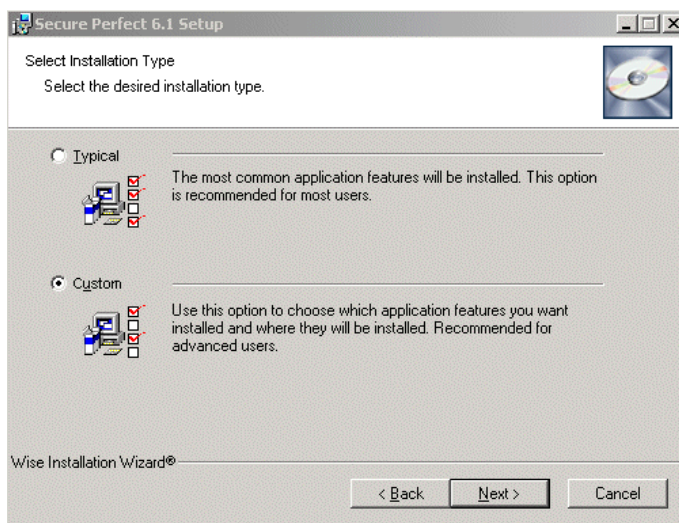 Secure Perfect 6.1 Setup
Select Installation Type
Select the desired installation type.
Typical
The most common application features will be installed. This option
is recommended for most users.
Custom
Use this option to choose which application features you want
installed and where they will be installed. Recommended for
advanced users.
Wise Installation Wizard®
< Back Next > Cancel